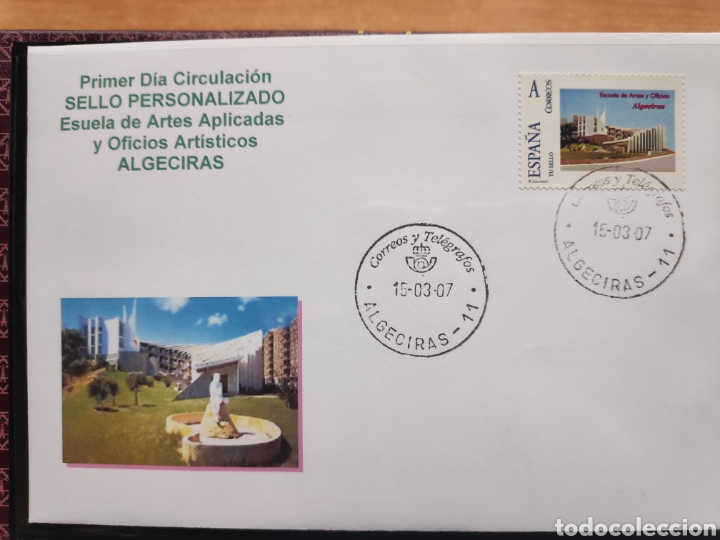 Primer Día Circulación
SELLO PERSONALIZADO
Esuela de Artes Aplicadas
y Oficios Artísticos
ALGECIRAS
A
CORREOS
ESPAÑA
TU SELLO
Escuela de Artes y Oficios
Algeciras
Correos y Telégrafos
15-03-07
· ALGECIRAS - 11 ·
Correos y Telégrafos
15-03-07
· ALGECIRAS - 11 ·
todocoleccion.net